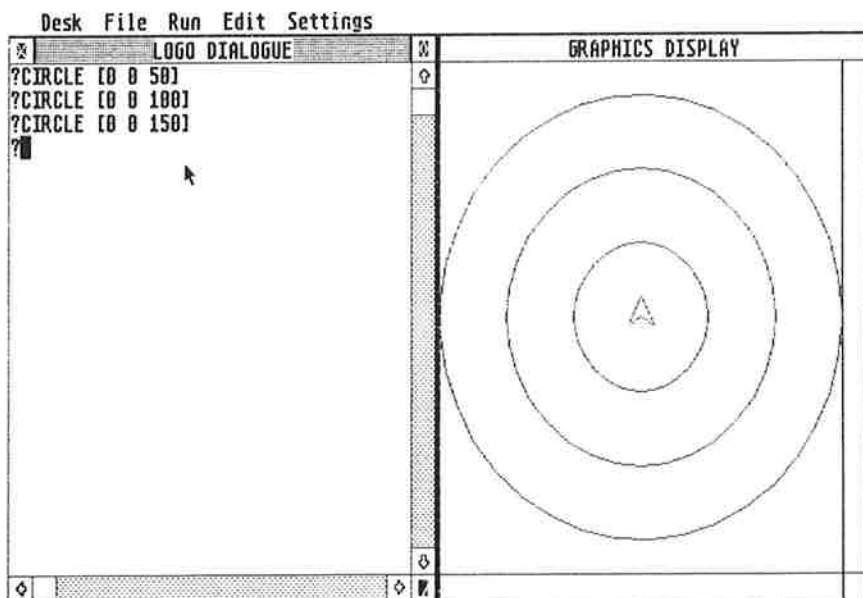 Desk File Run Edit Settings
LOGO DIALOGUE
?CIRCLE [0 0 50]
?CIRCLE [0 0 100]
?CIRCLE [0 0 150]
?
GRAPHICS DISPLAY